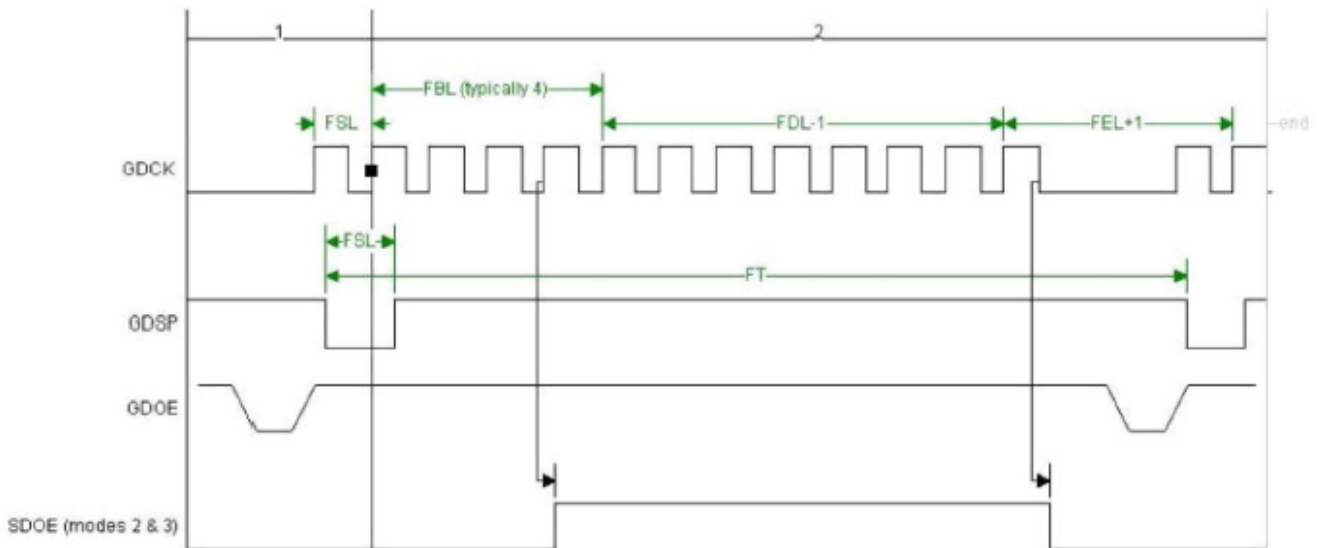 1
2
FBL (typically 4)
FSL
FDL-1
FEL+1
end
GDCK
FSL
FT
GDSP
GDOE
SDOE (modes 2 & 3)